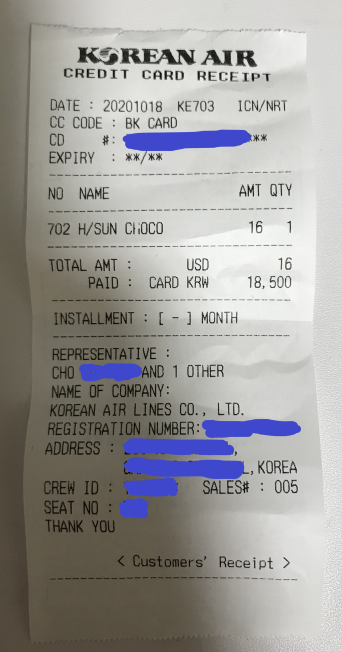 KOREAN AIR
CREDIT CARD RECEIPT
DATE : 20201018 KE703 ICN/NRT
CC CODE : BK CARD
CD #: **
EXPIRY : **/**
NO NAME AMT QTY
702 H/SUN CHOCO 16 1
TOTAL AMT : USD 16
PAID : CARD KRW 18,500
INSTALLMENT : [ - ] MONTH
REPRESENTATIVE :
CHO AND 1 OTHER
NAME OF COMPANY:
KOREAN AIR LINES CO., LTD.
REGISTRATION NUMBER:
ADDRESS : ,
, KOREA
CREW ID : SALES# : 005
SEAT NO :
THANK YOU
< Customers' Receipt >